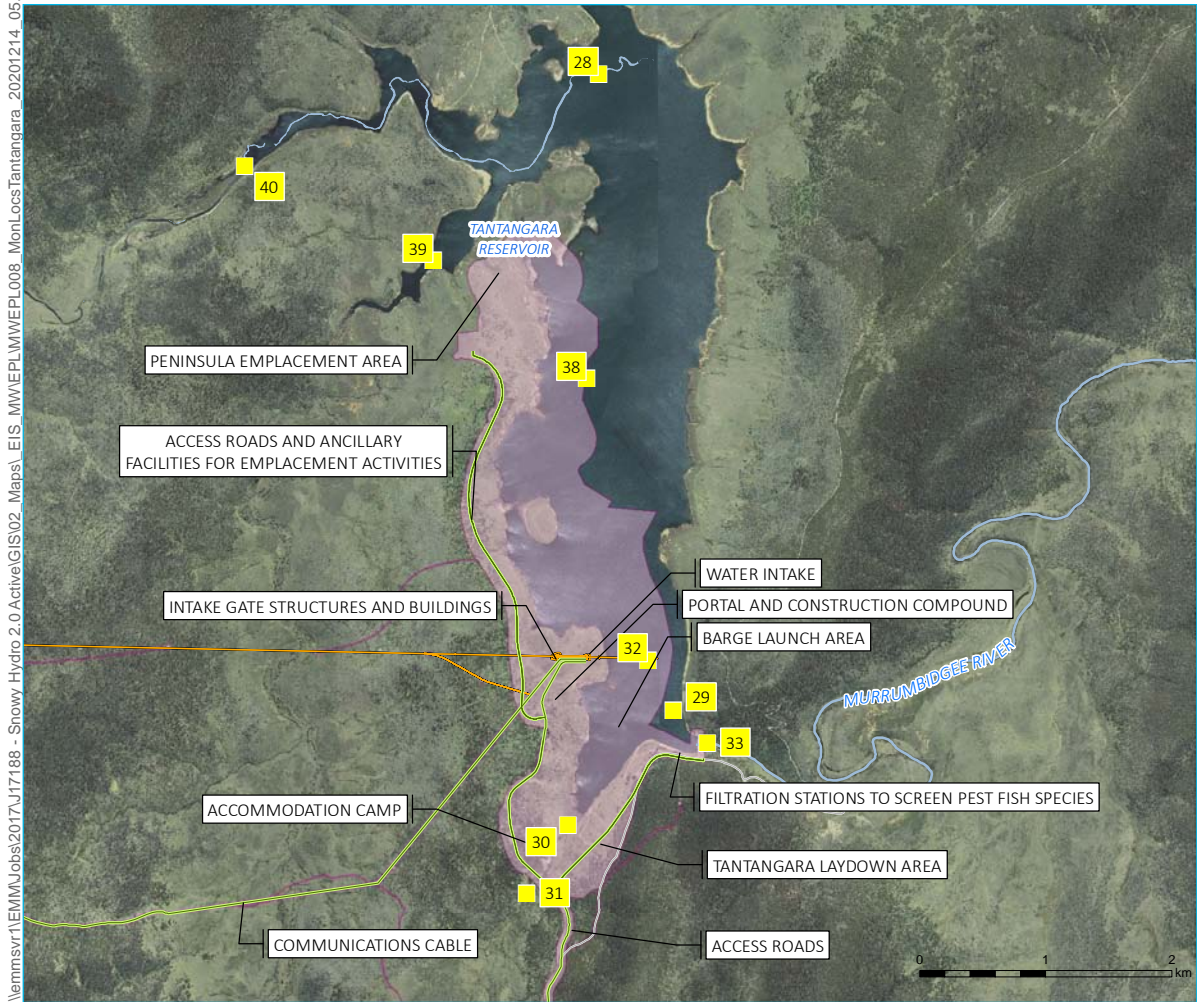 \\emmsvr1\EMM\Jobs\2017\J17188 - Snowy Hydro 2.0 Active\GIS\02_Maps\_EIS_MW\EPL\MWEPL008_MonLocsTantangara_20201214_05.
28
40
39
TANTANGARA
RESERVOIR
PENINSULA EMPLACEMENT AREA
38
ACCESS ROADS AND ANCILLARY
FACILITIES FOR EMPLACEMENT ACTIVITIES
WATER INTAKE
INTAKE GATE STRUCTURES AND BUILDINGS
PORTAL AND CONSTRUCTION COMPOUND
BARGE LAUNCH AREA
32
MURRUMBIDGEE RIVER
29
33
FILTRATION STATIONS TO SCREEN PEST FISH SPECIES
ACCOMMODATION CAMP
30
TANTANGARA LAYDOWN AREA
31
COMMUNICATIONS CABLE
ACCESS ROADS
0 1 2
km